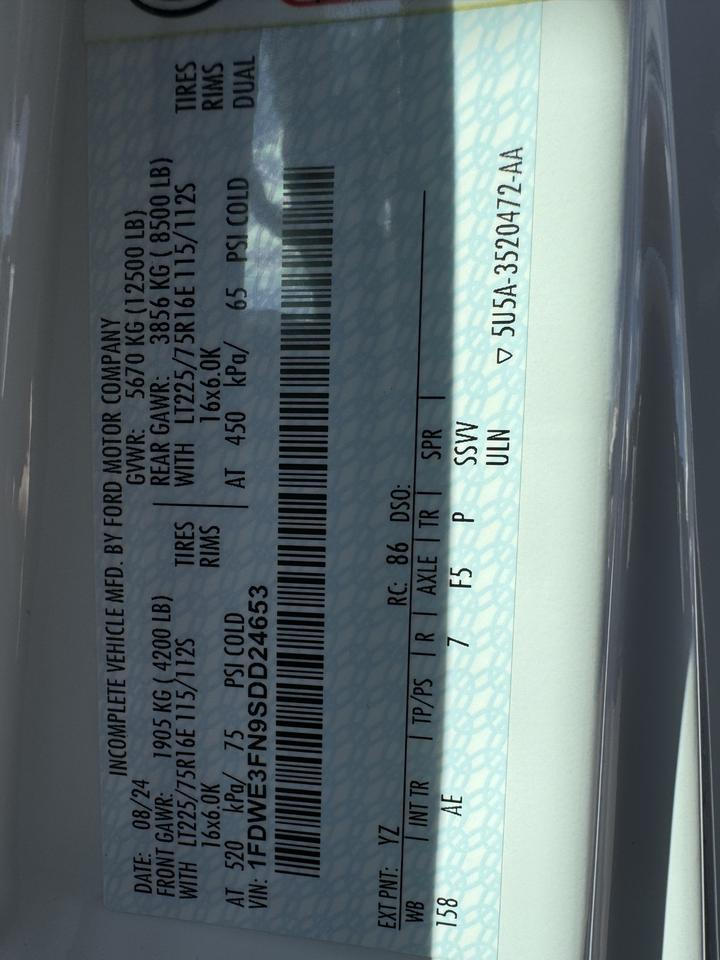 INCOMPLETE VEHICLE MFD. BY FORD MOTOR COMPANY
DATE: 08/24 GVWR: 5670 KG (12500 LB)
FRONT GAWR: 1905 KG ( 4200 LB) REAR GAWR: 3856 KG ( 8500 LB)
WITH LT225/75R16E 115/112S TIRES WITH LT225/75R16E 115/112S TIRES
16x6.0K RIMS 16x6.0K RIMS
AT 520 kPa/ 75 PSI COLD AT 450 kPa/ 65 PSI COLD DUAL
VIN: 1FDWE3FN9SDD24653
EXT PNT: YZ RC: 86 DSO:
WB | INT TR | TP/PS | R | AXLE | TR | SPR |
158 AE 7 F5 P SSVV
ULN
▽ 5U5A-3520472-AA